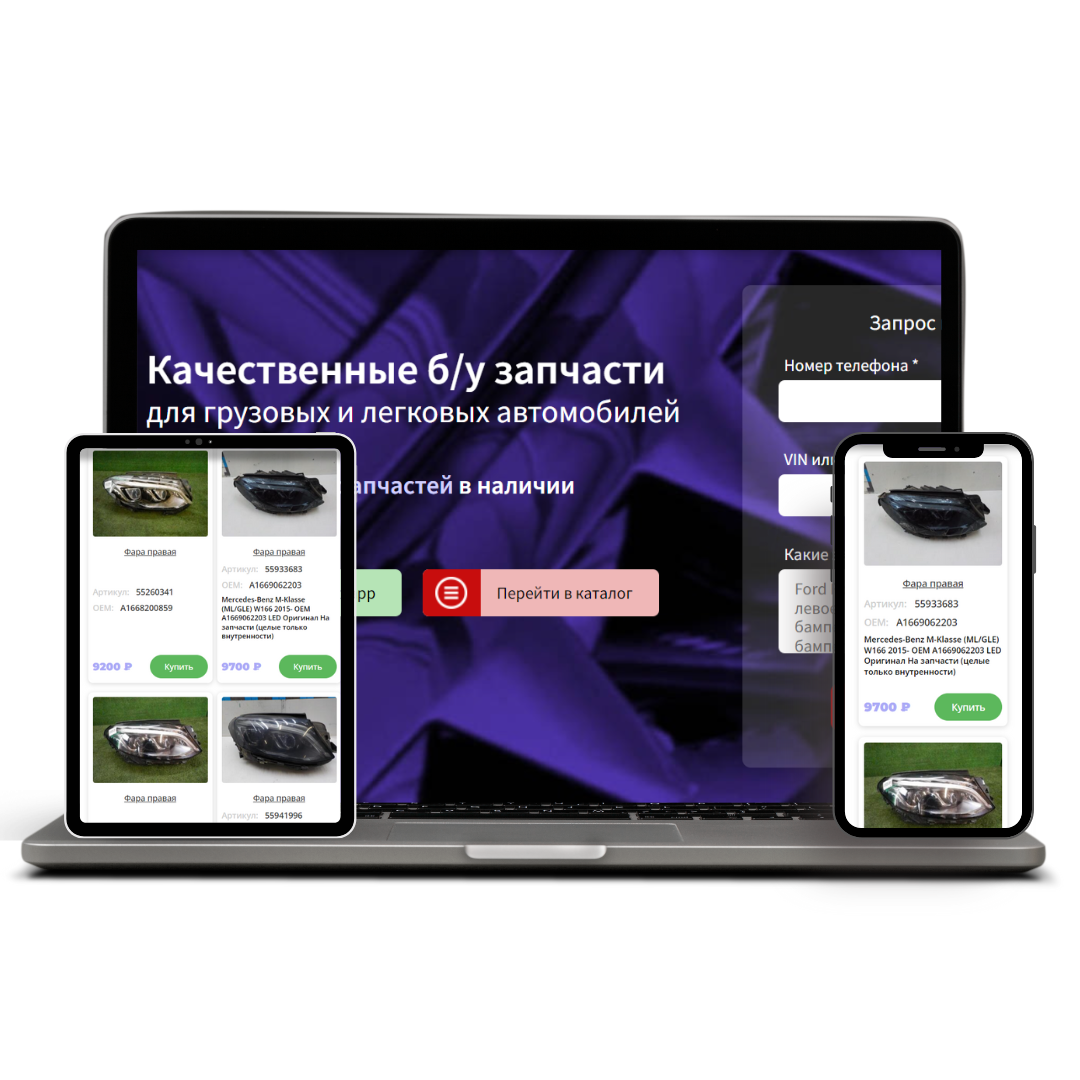 Качественные б/у запчасти
для грузовых и легковых автомобилей
апчастей в наличии
pp
Перейти в каталог
Запрос
Номер телефона *
VIN или
Какие
Ford
левое
бамп
бамп
Фара правая
Артикул: 55260341
OEM: A1668200859
9200 ₽
Купить
Фара правая
Артикул: 55933683
OEM: A1669062203
Mercedes-Benz M-Klasse
(ML/GLE) W166 2015- OEM
A1669062203 LED Оригинал На
запчасти (целые только
внутренности)
9700 ₽
Купить
Фара правая
Фара правая
Артикул: 55941996
Фара правая
Артикул: 55933683
OEM: A1669062203
Mercedes-Benz M-Klasse (ML/GLE)
W166 2015- OEM A1669062203 LED
Оригинал На запчасти (целые
только внутренности)
9700 ₽
Купить